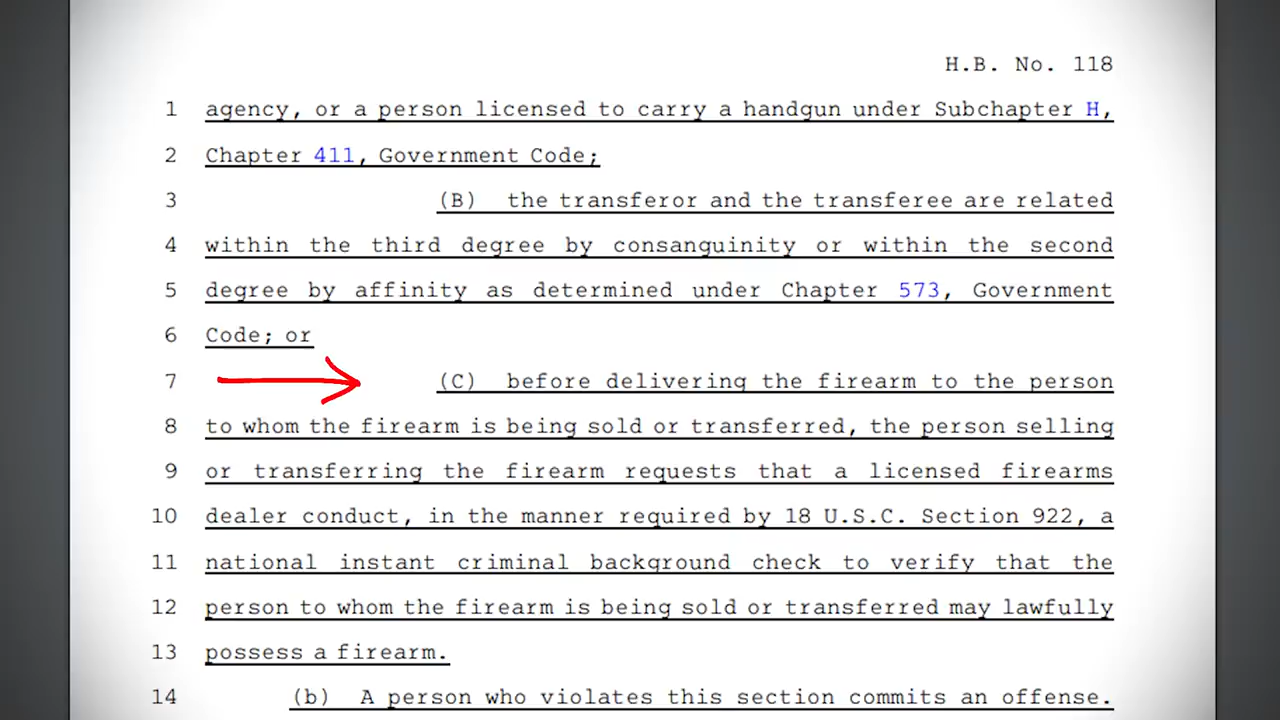 H.B. No. 118
1 agency, or a person licensed to carry a handgun under Subchapter H,
2 Chapter 411, Government Code;
3 (B) the transferor and the transferee are related
4 within the third degree by consanguinity or within the second
5 degree by affinity as determined under Chapter 573, Government
6 Code; or
7 (C) before delivering the firearm to the person
8 to whom the firearm is being sold or transferred, the person selling
9 or transferring the firearm requests that a licensed firearms
10 dealer conduct, in the manner required by 18 U.S.C. Section 922, a
11 national instant criminal background check to verify that the
12 person to whom the firearm is being sold or transferred may lawfully
13 possess a firearm.
14 (b) A person who violates this section commits an offense.